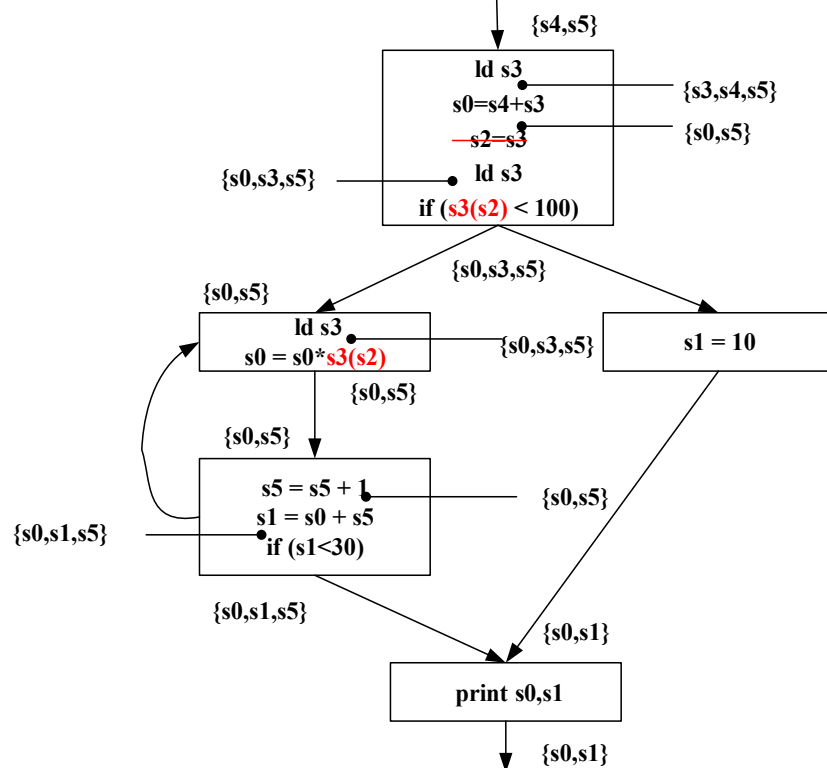 {s4,s5}
ld s3
{s3,s4,s5}
s0=s4+s3
{s0,s5}
s2=s3
{s0,s3,s5}
ld s3
if (s3(s2) < 100)
{s0,s3,s5}
{s0,s5}
ld s3
{s0,s3,s5}
s0 = s0*s3(s2)
s1 = 10
{s0,s5}
{s0,s5}
s5 = s5 + 1
{s0,s5}
s1 = s0 + s5
{s0,s1,s5}
if (s1<30)
{s0,s1,s5}
{s0,s1}
print s0,s1
{s0,s1}